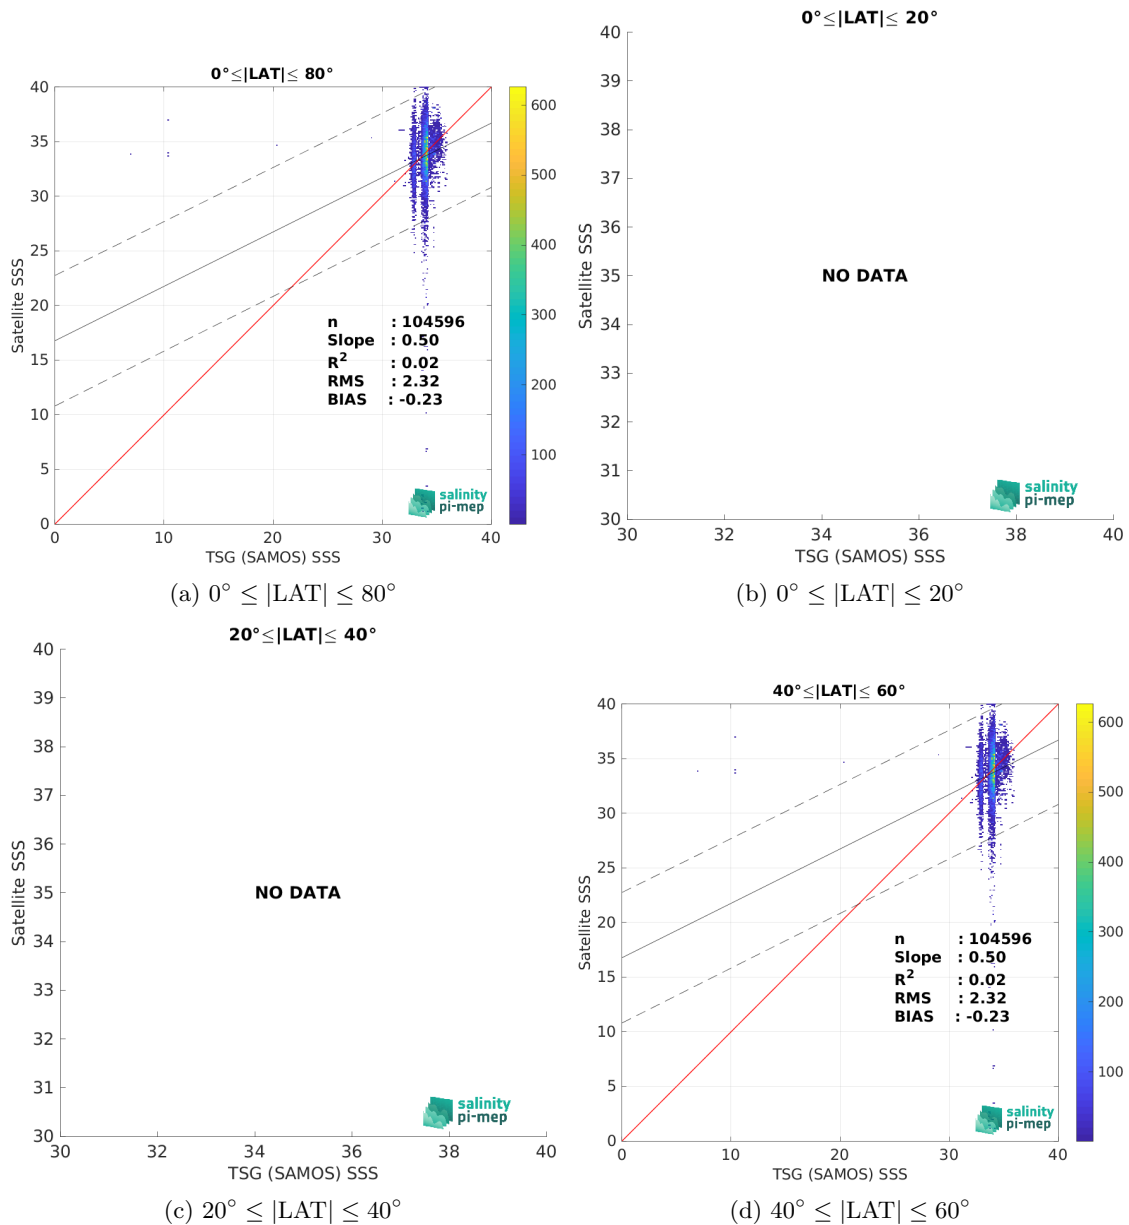 0°≤|LAT|≤ 80°
40
35
30
25
20
15
10
5
0
Satellite SSS
0
10
20
30
40
TSG (SAMOS) SSS
n : 104596
Slope : 0.50
R² : 0.02
RMS : 2.32
BIAS : -0.23
salinity
pi-mep
600
500
400
300
200
100
(a) 0° ≤ |LAT| ≤ 80°
0°≤|LAT|≤ 20°
40
39
38
37
36
35
34
33
32
31
30
Satellite SSS
NO DATA
salinity
pi-mep
30
32
34
36
38
40
TSG (SAMOS) SSS
(b) 0° ≤ |LAT| ≤ 20°
20°≤|LAT|≤ 40°
40
39
38
37
36
35
34
33
32
31
30
Satellite SSS
NO DATA
salinity
pi-mep
30
32
34
36
38
40
TSG (SAMOS) SSS
(c) 20° ≤ |LAT| ≤ 40°
40°≤|LAT|≤ 60°
40
35
30
25
20
15
10
5
0
Satellite SSS
0
10
20
30
40
TSG (SAMOS) SSS
n : 104596
Slope : 0.50
R² : 0.02
RMS : 2.32
BIAS : -0.23
salinity
pi-mep
600
500
400
300
200
100
(d) 40° ≤ |LAT| ≤ 60°